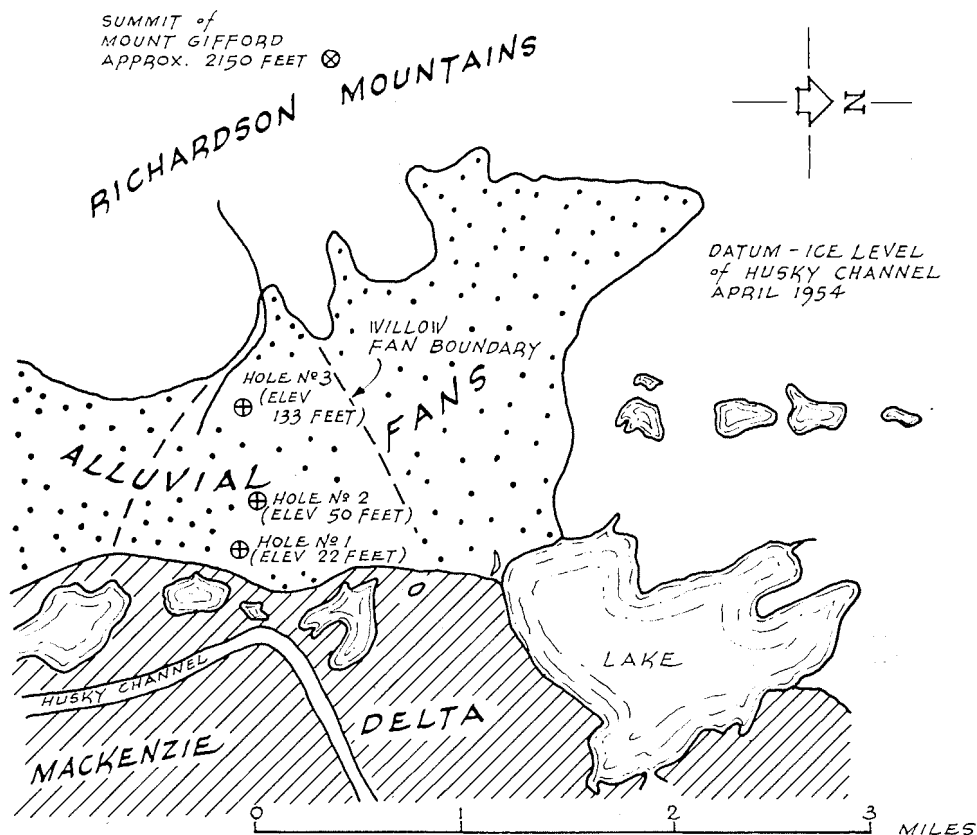 SUMMIT of
MOUNT GIFFORD
APPROX. 2150 FEET
RICHARDSON MOUNTAINS
N
DATUM - ICE LEVEL
of HUSKY CHANNEL
APRIL 1954
WILLOW
FAN BOUNDARY
HOLE Nº 3
(ELEV
133 FEET)
ALLUVIAL FANS
HOLE Nº 2
(ELEV 50 FEET)
HOLE Nº 1
(ELEV 22 FEET)
LAKE
HUSKY CHANNEL
MACKENZIE DELTA
0 1 2 3 MILES